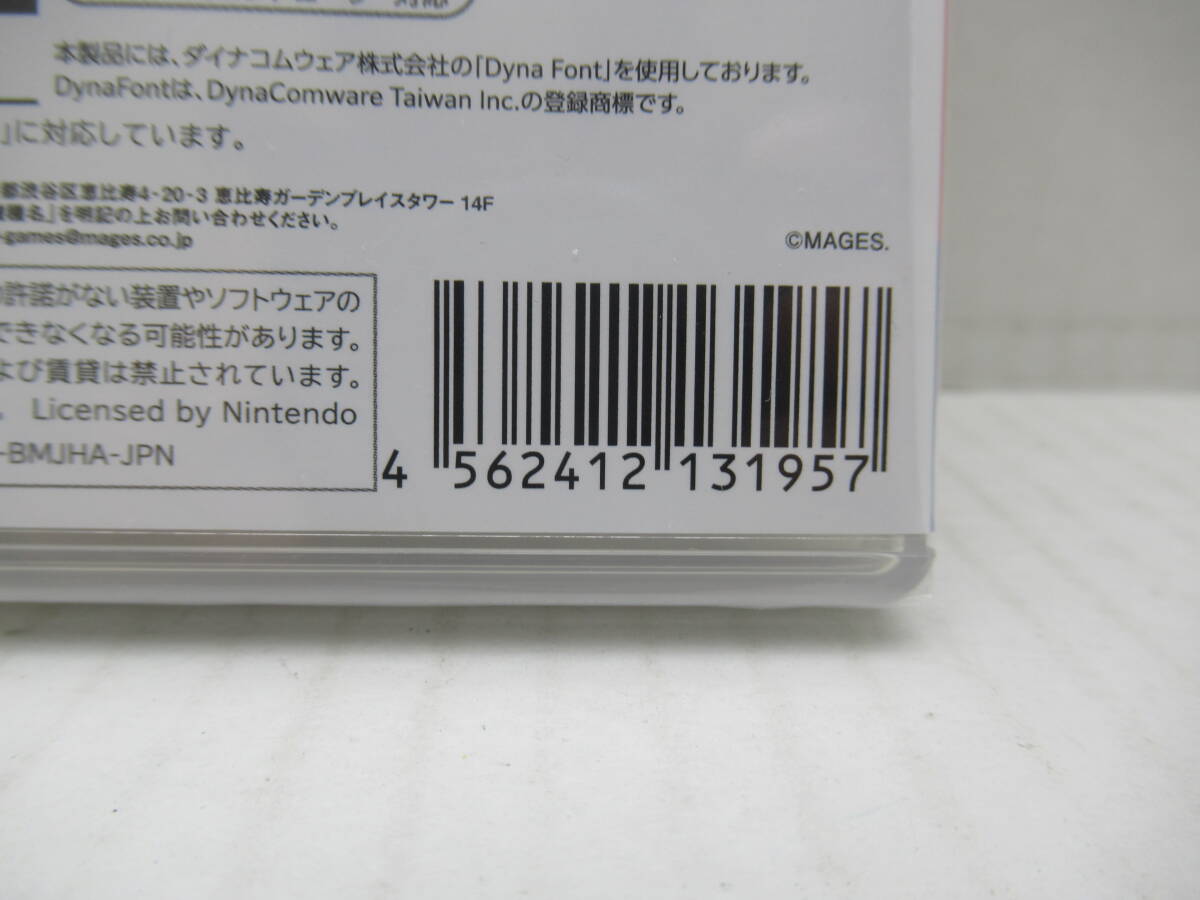 本製品には、ダイナコムウェア株式会社の「Dyna Font」を使用しております。
DynaFontは、DynaComware Taiwan Inc.の登録商標です。
」に対応しています。
都渋谷区恵比寿4-20-3 恵比寿ガーデンプレイスタワー 14F
機種名」を明記の上お問い合わせください。
-games@mages.co.jp
©MAGES.
許諾がない装置やソフトウェアの
できなくなる可能性があります。
よび賃貸は禁止されています。
. Licensed by Nintendo
-BMJHA-JPN
4 562412 131957